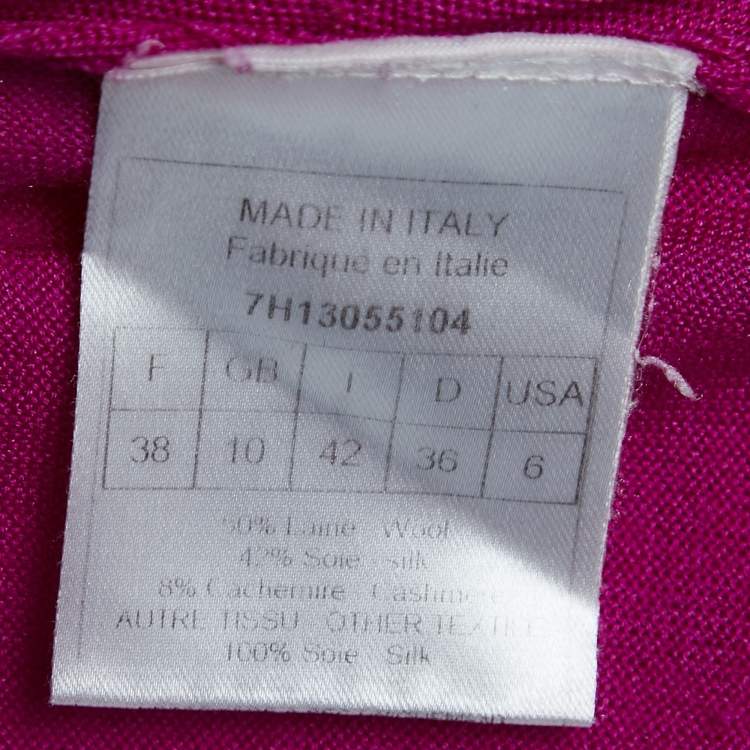 MADE IN ITALY
Fabriqué en Italie
7H13055104
F GB I D USA
38 10 42 36 6
50% Laine Wool
42% Soie silk
8% Cachemire Cashmere
AUTRE TISSU OTHER TEXTILE
100% Soie Silk